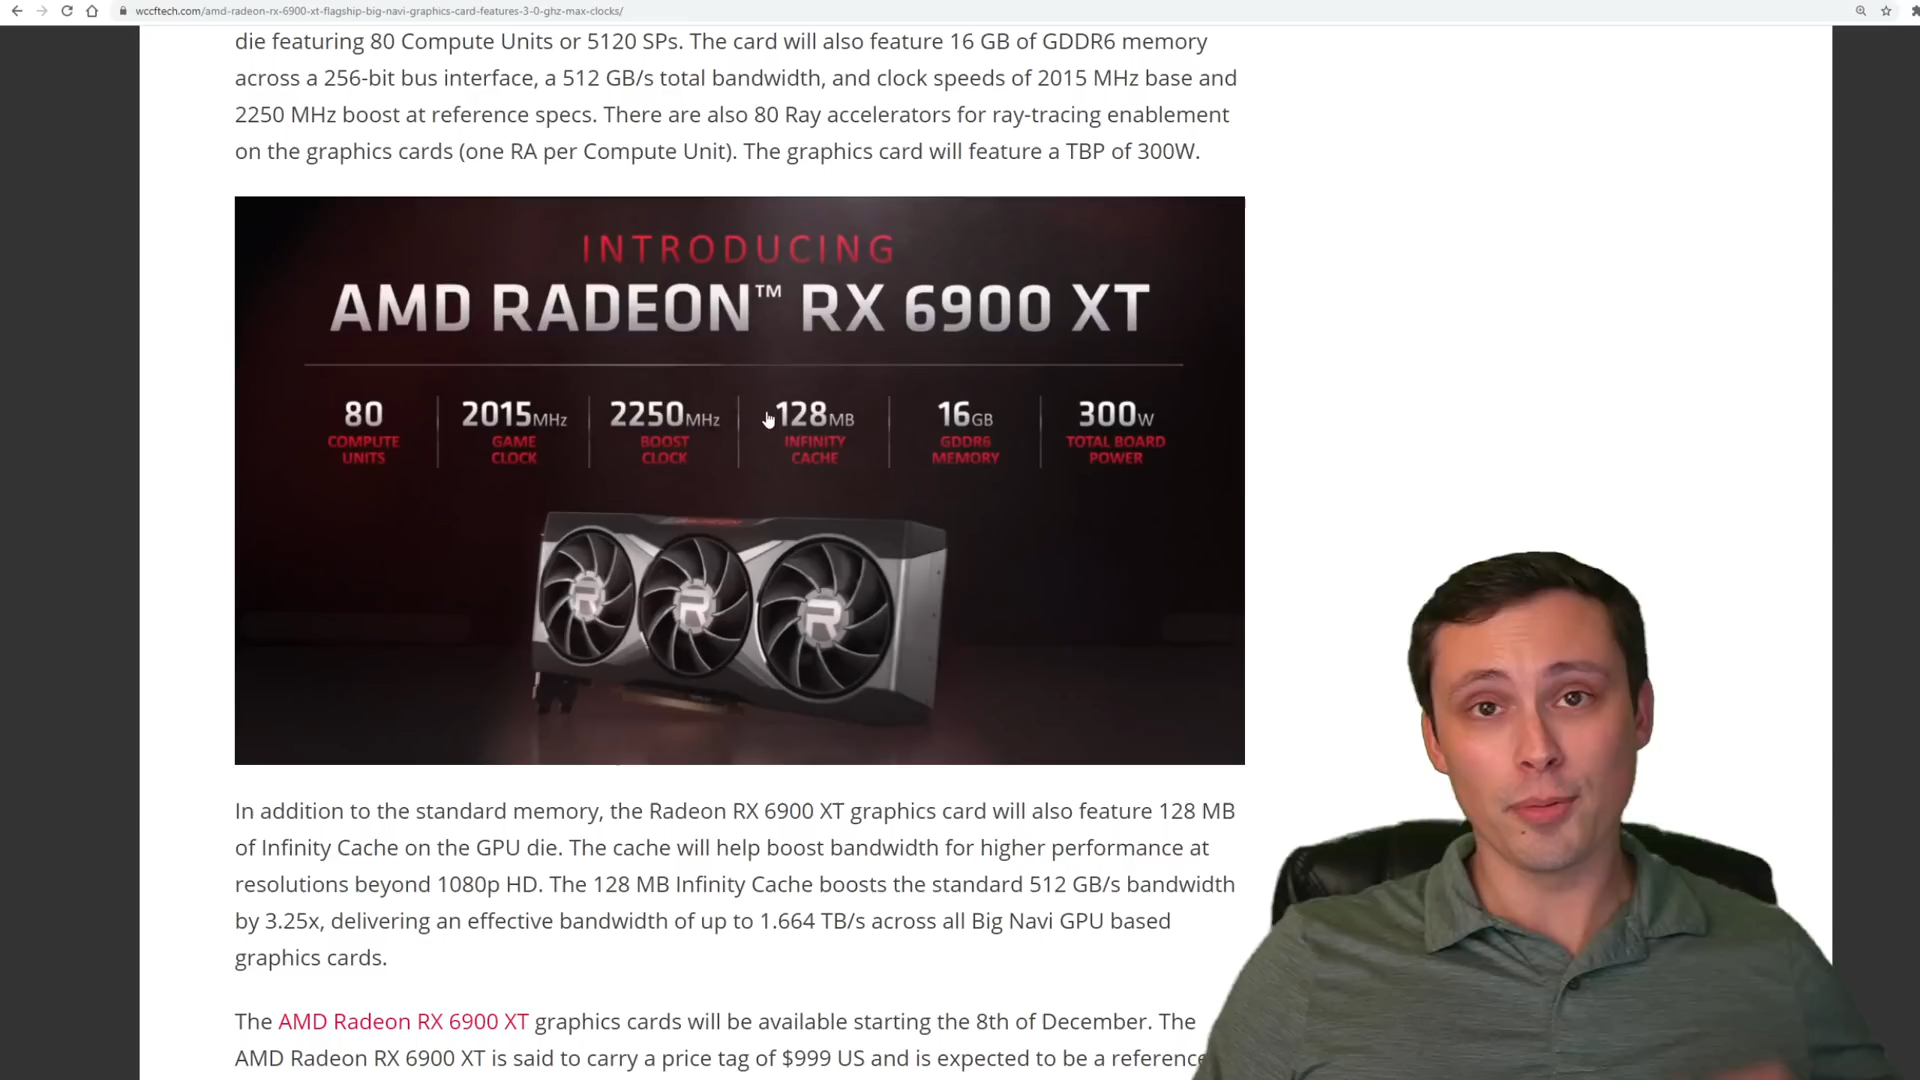 wccftech.com/amd-radeon-rx-6900-xt-flagship-big-navi-graphics-card-features-3-0-ghz-max-clocks/
die featuring 80 Compute Units or 5120 SPs. The card will also feature 16 GB of GDDR6 memory
across a 256-bit bus interface, a 512 GB/s total bandwidth, and clock speeds of 2015 MHz base and
2250 MHz boost at reference specs. There are also 80 Ray accelerators for ray-tracing enablement
on the graphics cards (one RA per Compute Unit). The graphics card will feature a TBP of 300W.
INTRODUCING
AMD RADEON™ RX 6900 XT
80 2015MHz 2250MHz 128MB 16GB 300W
COMPUTE GAME BOOST INFINITY GDDR6 TOTAL BOARD
UNITS CLOCK CLOCK CACHE MEMORY POWER
R R R
In addition to the standard memory, the Radeon RX 6900 XT graphics card will also feature 128 MB
of Infinity Cache on the GPU die. The cache will help boost bandwidth for higher performance at
resolutions beyond 1080p HD. The 128 MB Infinity Cache boosts the standard 512 GB/s bandwidth
by 3.25x, delivering an effective bandwidth of up to 1.664 TB/s across all Big Navi GPU based
graphics cards.
The AMD Radeon RX 6900 XT graphics cards will be available starting the 8th of December. The
AMD Radeon RX 6900 XT is said to carry a price tag of $999 US and is expected to be a reference